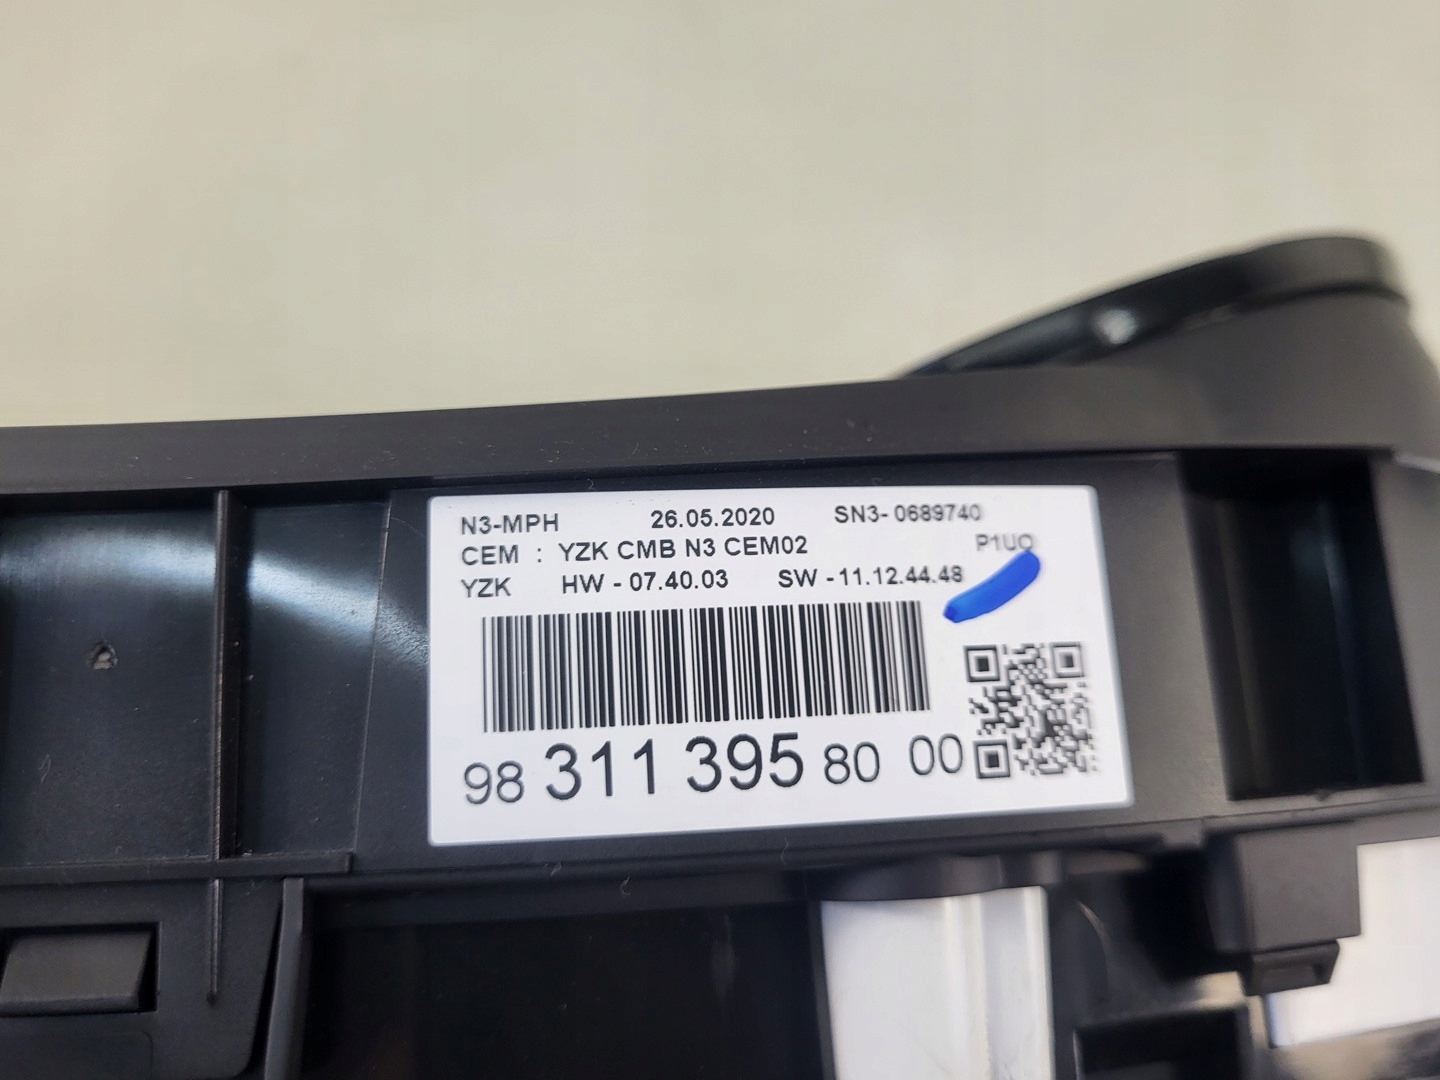 N3-MPH 26.05.2020 SN3- 0689740
CEM : YZK CMB N3 CEM02 P1UO
YZK HW - 07.40.03 SW -11.12.44.48
98 311 395 80 00